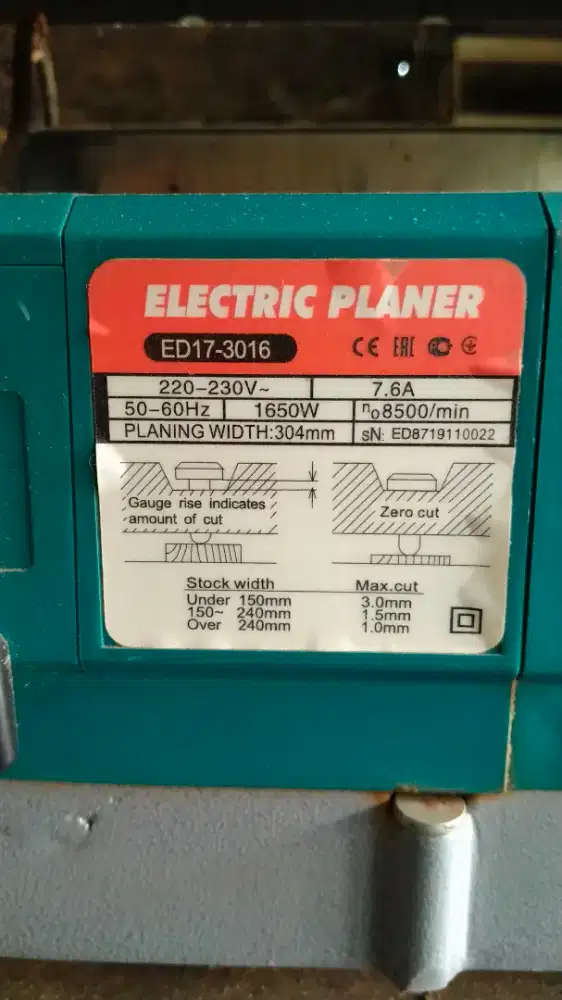 ELECTRIC PLANER
ED17-3016 CE EAC
220-230V~ 7.6A
50-60Hz 1650W n₀8500/min
PLANING WIDTH:304mm sN: ED8719110022
Gauge rise indicates
amount of cut
Zero cut
Stock width Max.cut
Under 150mm 3.0mm
150~ 240mm 1.5mm
Over 240mm 1.0mm